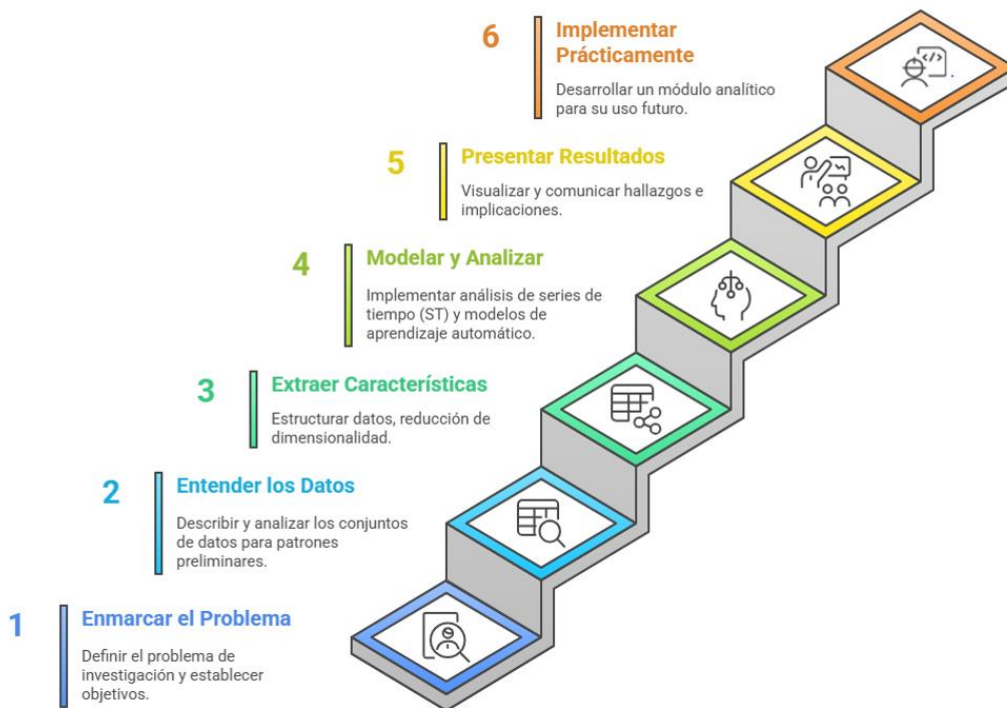 6
Implementar
Prácticamente
Desarrollar un módulo analítico
para su uso futuro.
5
Presentar Resultados
Visualizar y comunicar hallazgos e
implicaciones.
4
Modelar y Analizar
Implementar análisis de series de
tiempo (ST) y modelos de
aprendizaje automático.
3
Extraer Características
Estructurar datos, reducción de
dimensionalidad.
2
Entender los Datos
Describir y analizar los conjuntos
de datos para patrones
preliminares.
1
Enmarcar el Problema
Definir el problema de
investigación y establecer
objetivos.